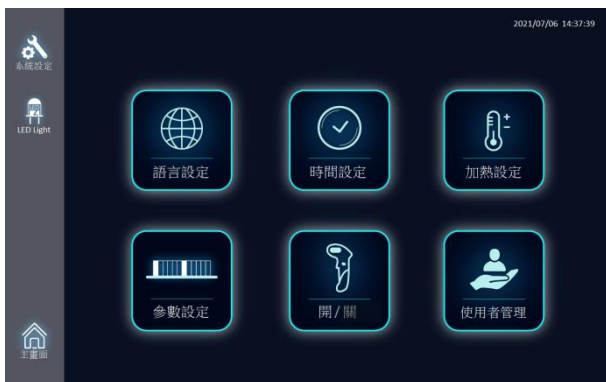 2021/07/06 14:37:39
系統設定
LED Light
語言設定
時間設定
加熱設定
參數設定
開/關
使用者管理
主畫面